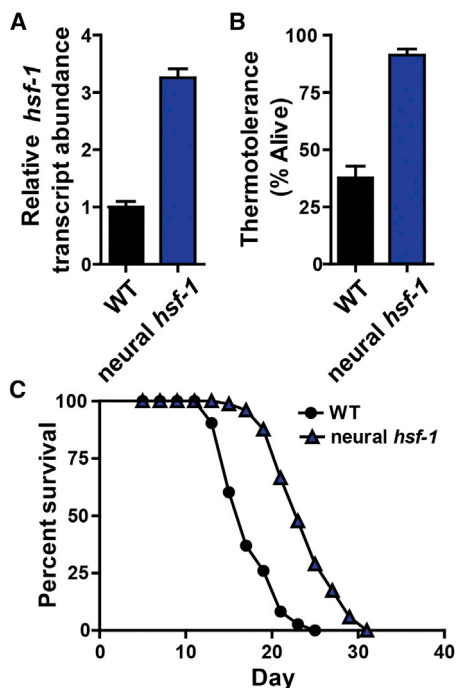 A
Relative hsf-1
transcript abundance
4
3
2
1
0
WT
neural hsf-1
B
Thermotolerance
(% Alive)
100
75
50
25
0
WT
neural hsf-1
C
Percent survival
100
75
50
25
0
WT
neural hsf-1
0 10 20 30 40
Day